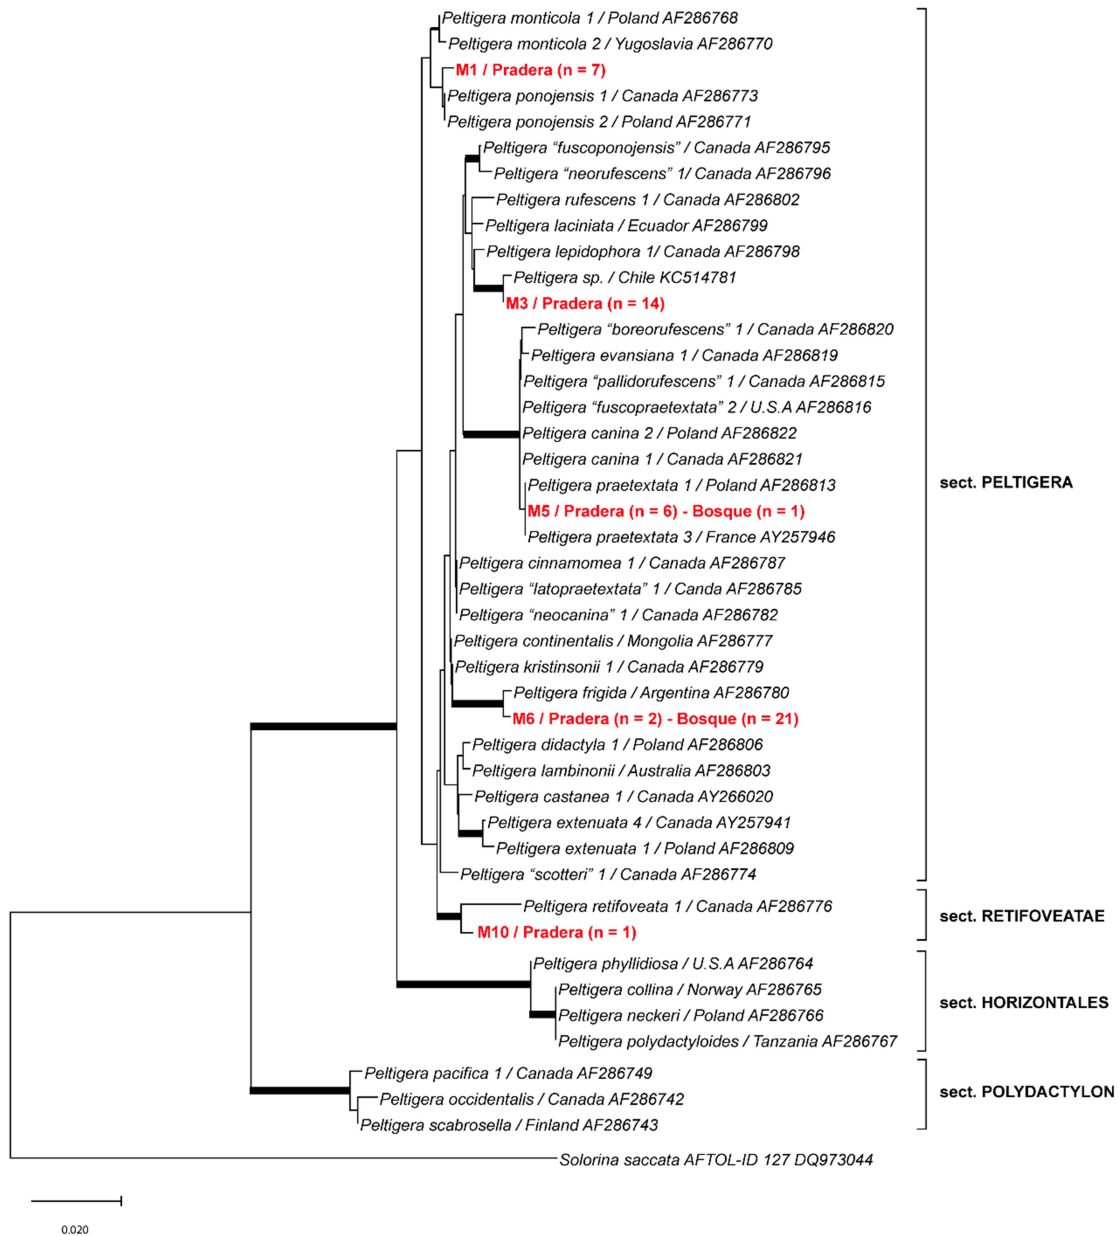 Peltigera monticola 1 / Poland AF286768
Peltigera monticola 2 / Yugoslavia AF286770
M1 / Pradera (n = 7)
Peltigera ponojensis 1 / Canada AF286773
Peltigera ponojensis 2 / Poland AF286771
Peltigera “fuscoponojensis” / Canada AF286795
Peltigera “neorufescens” 1/ Canada AF286796
Peltigera rufescens 1 / Canada AF286802
Peltigera laciniata / Ecuador AF286799
Peltigera lepidophora 1/ Canada AF286798
Peltigera sp. / Chile KC514781
M3 / Pradera (n = 14)
Peltigera “boreorufescens” 1 / Canada AF286820
Peltigera evansiana 1 / Canada AF286819
Peltigera “pallidorufescens” 1 / Canada AF286815
Peltigera “fuscopraetextata” 2 / U.S.A AF286816
Peltigera canina 2 / Poland AF286822
Peltigera canina 1 / Canada AF286821
sect. PELTIGERA
Peltigera praetextata 1 / Poland AF286813
M5 / Pradera (n = 6) - Bosque (n = 1)
Peltigera praetextata 3 / France AY257946
Peltigera cinnamomea 1 / Canada AF286787
Peltigera “latopraetextata” 1 / Canda AF286785
Peltigera “neocanina” 1 / Canada AF286782
Peltigera continentalis / Mongolia AF286777
Peltigera kristinsonii 1 / Canada AF286779
Peltigera frigida / Argentina AF286780
M6 / Pradera (n = 2) - Bosque (n = 21)
Peltigera didactyla 1 / Poland AF286806
Peltigera lambinonii / Australia AF286803
Peltigera castanea 1 / Canada AY266020
Peltigera extenuata 4 / Canada AY257941
Peltigera extenuata 1 / Poland AF286809
Peltigera “scotteri” 1 / Canada AF286774
Peltigera retifoveata 1 / Canada AF286776
sect. RETIFOVEATAE
M10 / Pradera (n = 1)
Peltigera phyllidiosa / U.S.A AF286764
Peltigera collina / Norway AF286765
sect. HORIZONTALES
Peltigera neckeri / Poland AF286766
Peltigera polydactyloides / Tanzania AF286767
Peltigera pacifica 1 / Canada AF286749
sect. POLYDACTYLON
Peltigera occidentalis / Canada AF286742
Peltigera scabrosella / Finland AF286743
Solorina saccata AFTOL-ID 127 DQ973044
0.020